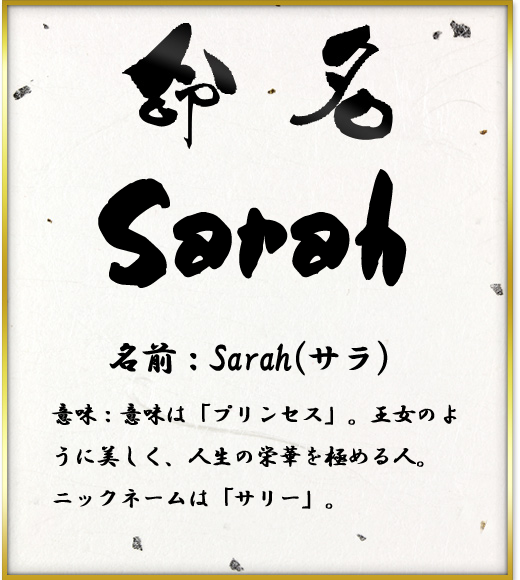 命名
Sarah
名前：Sarah(サラ)
意味：意味は「プリンセス」。王女のよ
うに美しく、人生の栄華を極める人。
ニックネームは「サリー」。